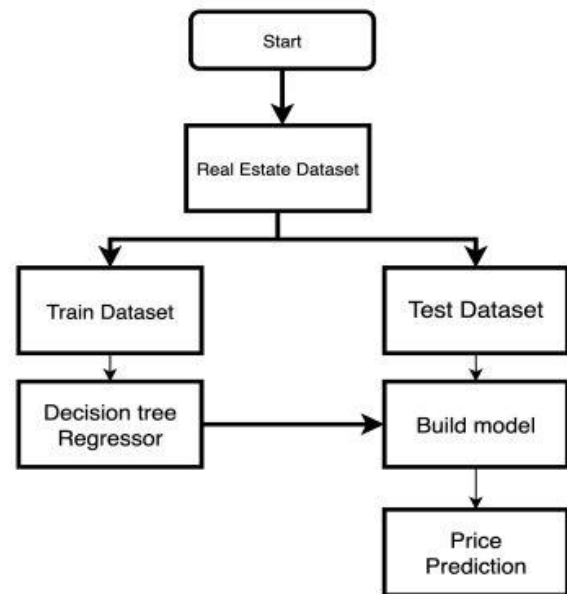 Start
Real Estate Dataset
Train Dataset
Test Dataset
Decision tree
Regressor
Build model
Price
Prediction